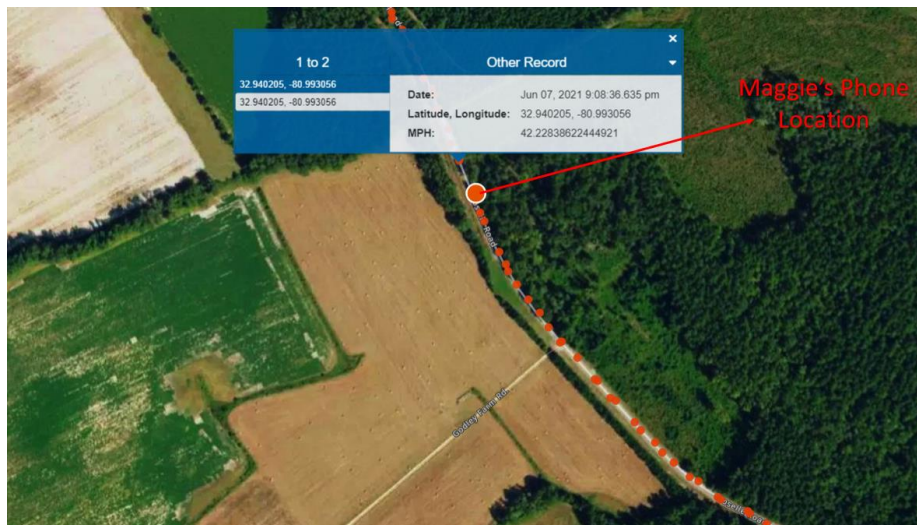 1 to 2
Other Record
32.940205, -80.993056
32.940205, -80.993056
Date: Jun 07, 2021 9:08:36.635 pm
Latitude, Longitude: 32.940205, -80.993056
MPH: 42.22838622444921
Maggie's Phone
Location
Road
Godley Farm Rd